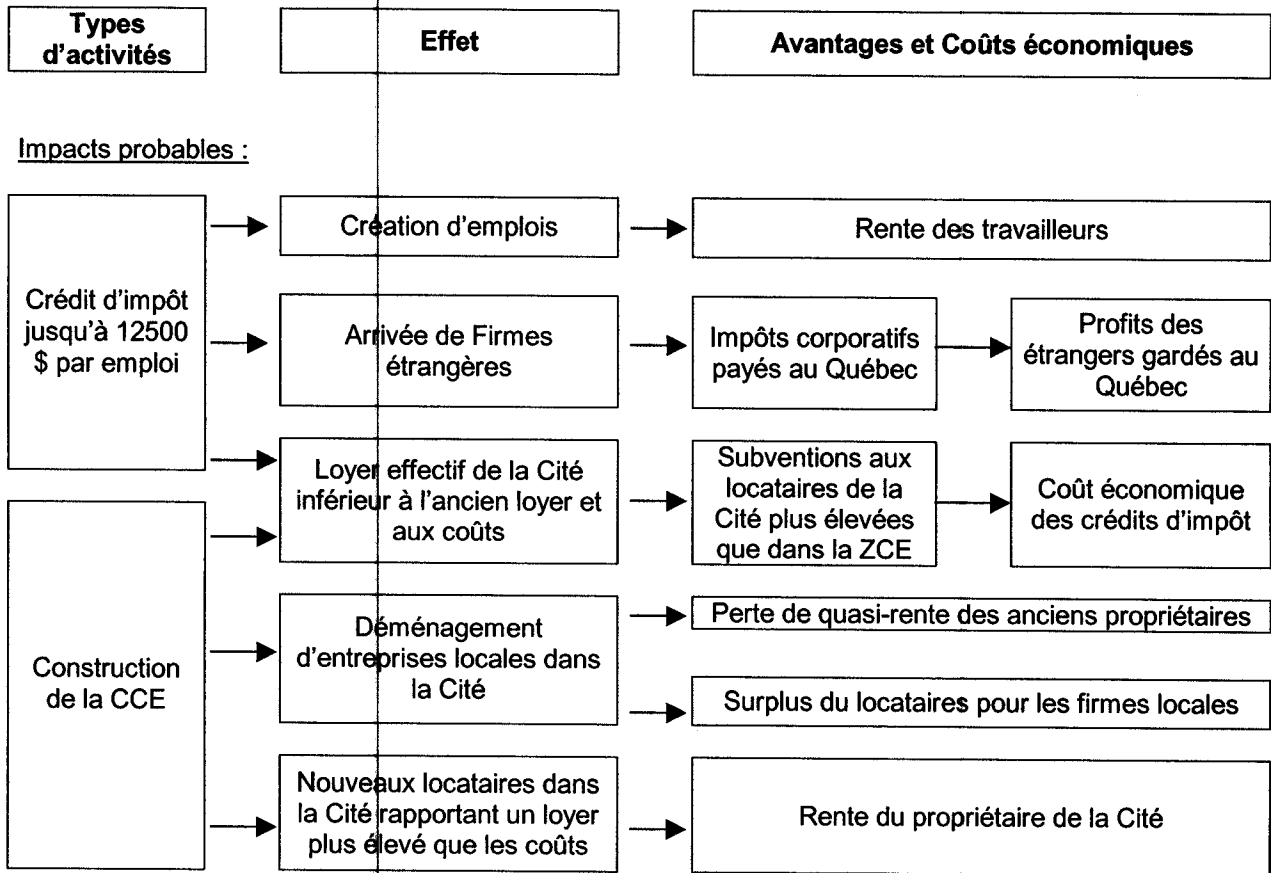 Types
d'activités
Effet
Avantages et Coûts économiques
Impacts probables :
Crédit d'impôt
jusqu'à 12500
$ par emploi
Création d'emplois
Rente des travailleurs
Arrivée de Firmes
étrangères
Impôts corporatifs
payés au Québec
Profits des
étrangers gardés au
Québec
Loyer effectif de la Cité
inférieur à l'ancien loyer et
aux coûts
Subventions aux
locataires de la
Cité plus élevées
que dans la ZCE
Coût économique
des crédits d'impôt
Construction
de la CCE
Déménagement
d'entreprises locale dans
la Cité
Perte de quasi-rente des anciens propriétaires
Surplus du locataires pour les firmes locales
Nouveaux locataires dans
la Cité rapportant un loyer
plus élevé que les coûts
Rente du propriétaire de la Cité